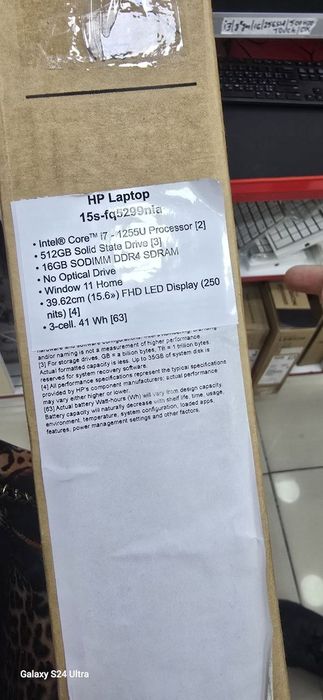 HP Laptop
15s-fq5299nia
• Intel® Core™ i7 - 1255U Processor [2]
• 512GB Solid State Drive [3]
• 16GB SODIMM DDR4 SDRAM
• No Optical Drive
• Window 11 Home
• 39.62cm (15.6») FHD LED Display (250
nits) [4]
• 3-cell. 41 Wh [63]
and/or naming is not a measurement of higher performance.
[3] For storage drives, GB = a billion bytes, TB = 1 trillion bytes.
Actual formatted capacity is less. Up to 35GB of system disk is
reserved for system recovery software.
[4] All performance specifications represent the typical specifications
provided by HP's component manufacturers; actual performance
may vary either higher or lower.
[63] Actual battery Watt-hours (Wh) will vary from design capacity.
Battery capacity will naturally decrease with shelf life, time, usage,
environment, temperature, system configuration, loaded apps,
features, power management settings and other factors.
Galaxy S24 Ultra